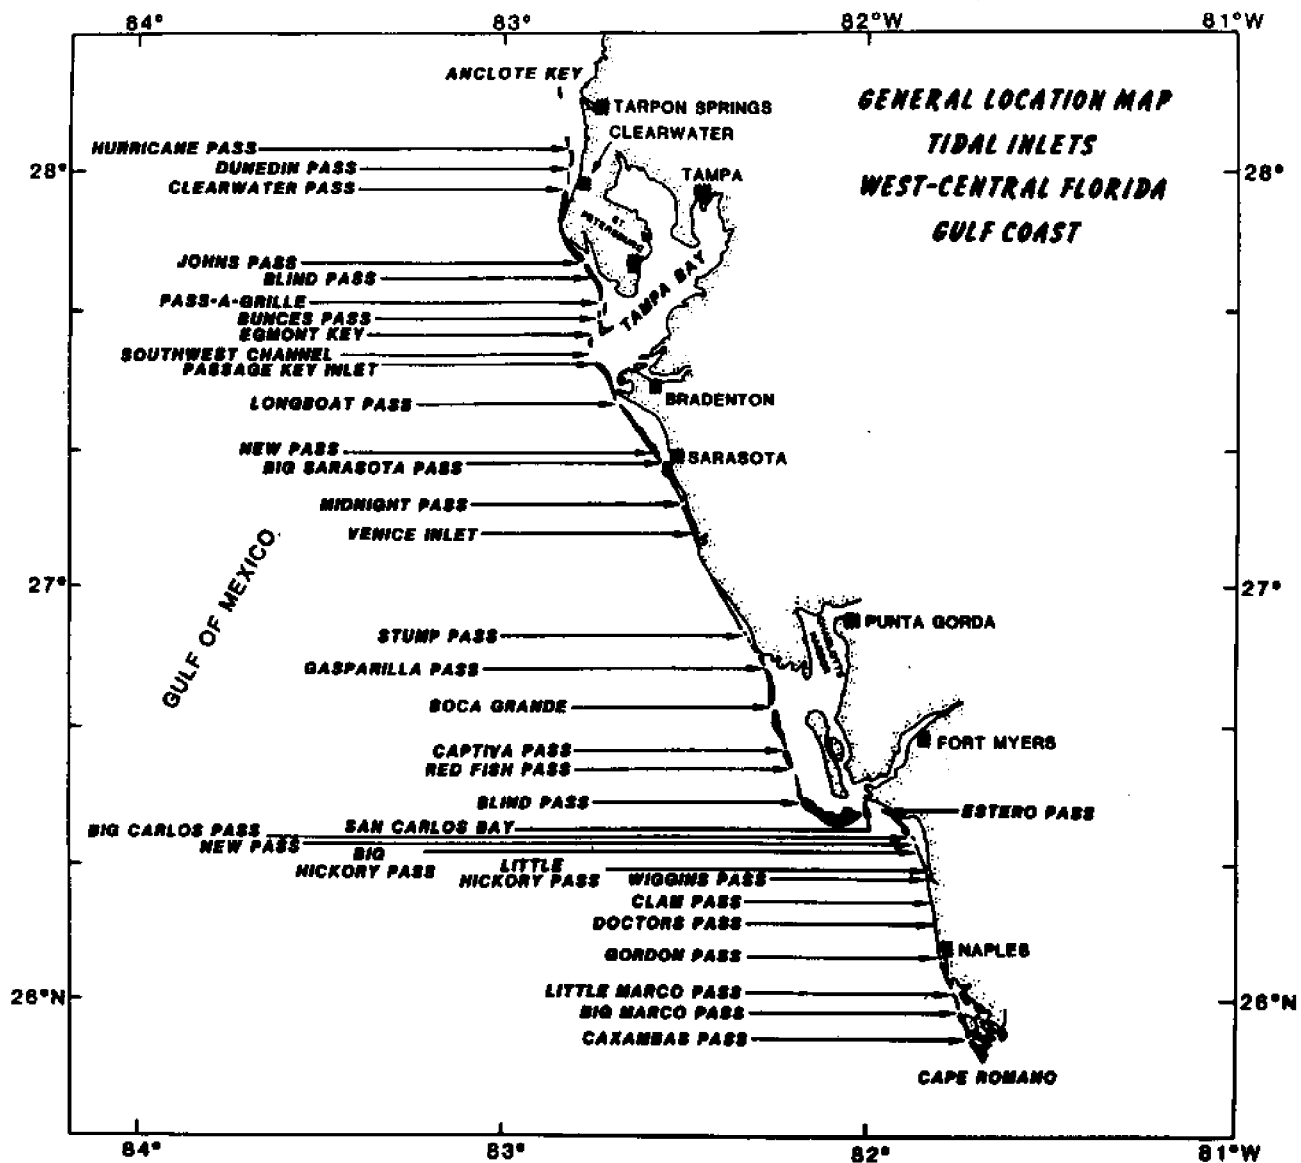 84°
83°
82°W
81°W
ANCLOTE KEY
GENERAL LOCATION MAP
TIDAL INLETS
WEST-CENTRAL FLORIDA
GULF COAST
TARPON SPRINGS
CLEARWATER
HURRICANE PASS
DUNEDIN PASS
CLEARWATER PASS
28°
28°
TAMPA
ST.
PETERSBURG
TAMPA BAY
JOHNS PASS
BLIND PASS
PASS-A-GRILLE
BUNCES PASS
EGMONT KEY
SOUTHWEST CHANNEL
PASSAGE KEY INLET
LONGBOAT PASS
BRADENTON
NEW PASS
BIG SARASOTA PASS
SARASOTA
MIDNIGHT PASS
VENICE INLET
GULF OF MEXICO
27°
27°
STUMP PASS
PUNTA GORDA
CHARLOTTE
HARBOR
GASPARILLA PASS
BOCA GRANDE
CAPTIVA PASS
RED FISH PASS
FORT MYERS
BLIND PASS
ESTERO PASS
SAN CARLOS BAY
BIG CARLOS PASS
NEW PASS
BIG
HICKORY PASS
LITTLE
HICKORY PASS
WIGGINS PASS
CLAM PASS
DOCTORS PASS
GORDON PASS
NAPLES
LITTLE MARCO PASS
BIG MARCO PASS
CAXAMBAS PASS
CAPE ROMANO
26°N
26°N
84°
83°
82°
81°W